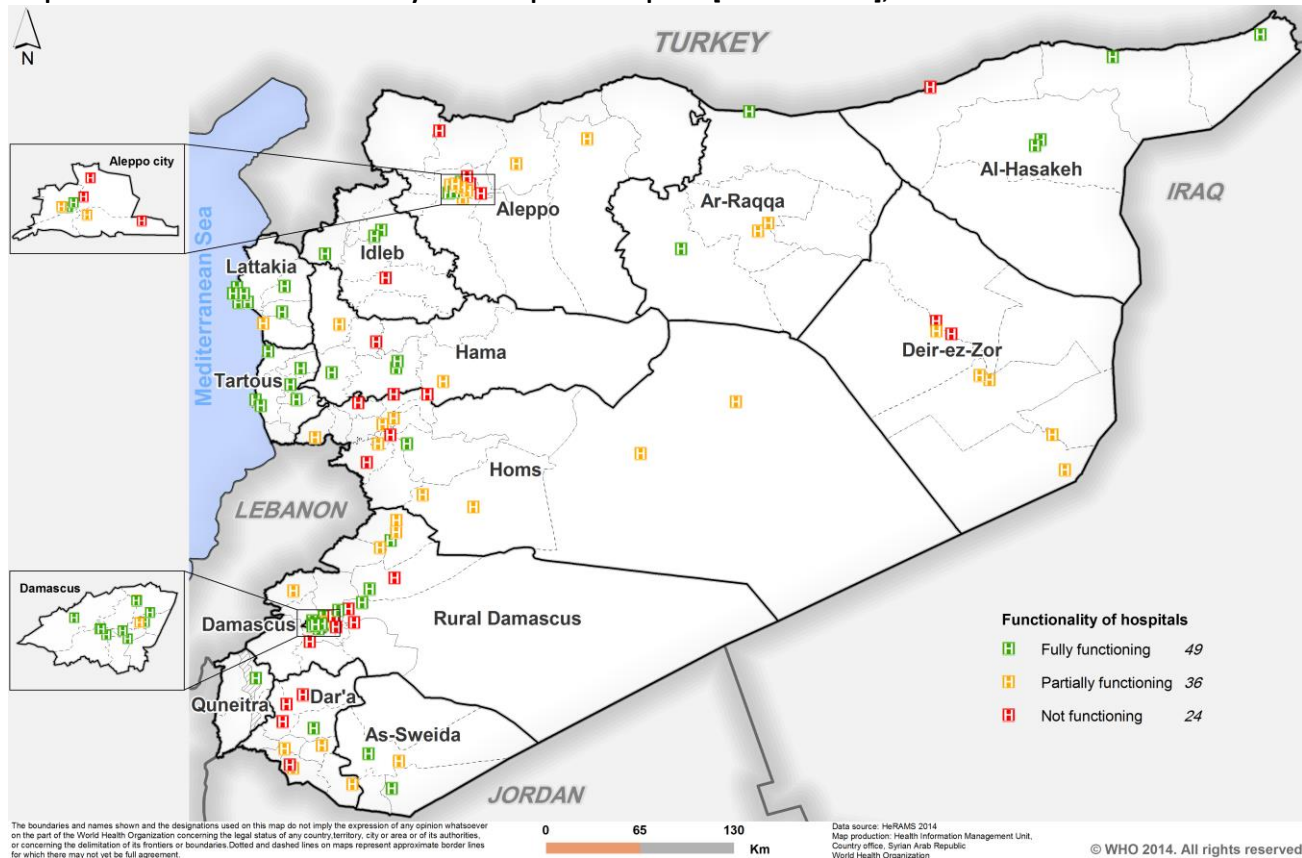 TURKEY
N
Aleppo city
Al-Hasakeh
IRAQ
Ar-Raqqa
Aleppo
Idleb
Lattakia
Mediterranean Sea
Deir-ez-Zor
Hama
Tartous
Homs
LEBANON
Damascus
Functionality of hospitals
Fully functioning 49
Partially functioning 36
Not functioning 24
Damascus
Rural Damascus
Quneitra
Dar'a
As-Sweida
JORDAN
The boundaries and names shown and the designations used on this map do not imply the expression of any opinion whatsoever
on the part of the World Health Organization concerning the legal status of any country,territory, city or area or of its authorities,
or concerning the delimitation of its frontiers or boundaries.Dotted and dashed lines on maps represent approximate border lines
for which there may not yet be full agreement.
0 65 130
Km
Data source: HeRAMS 2014
Map production: Health Information Management Unit,
Country office, Syrian Arab Republic
World Health Organization
© WHO 2014. All rights reserved